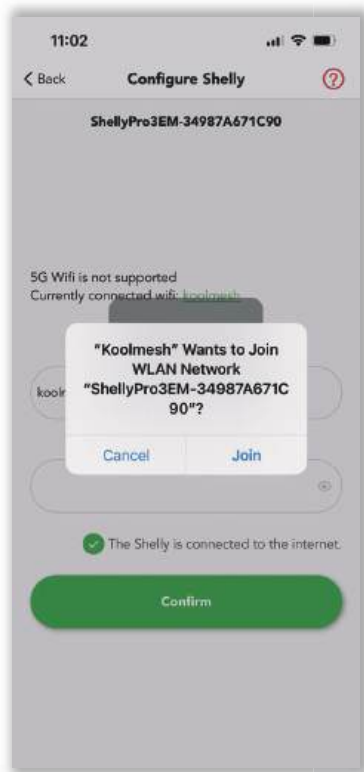 11:02
Back
Configure Shelly
?
ShellyPro3EM-34987A671C90
5G Wifi is not supported
Currently connected wifi: koolmesh
"Koolmesh" Wants to Join
WLAN Network
"ShellyPro3EM-34987A671C
90"?
Cancel
Join
The Shelly is connected to the internet.
Confirm